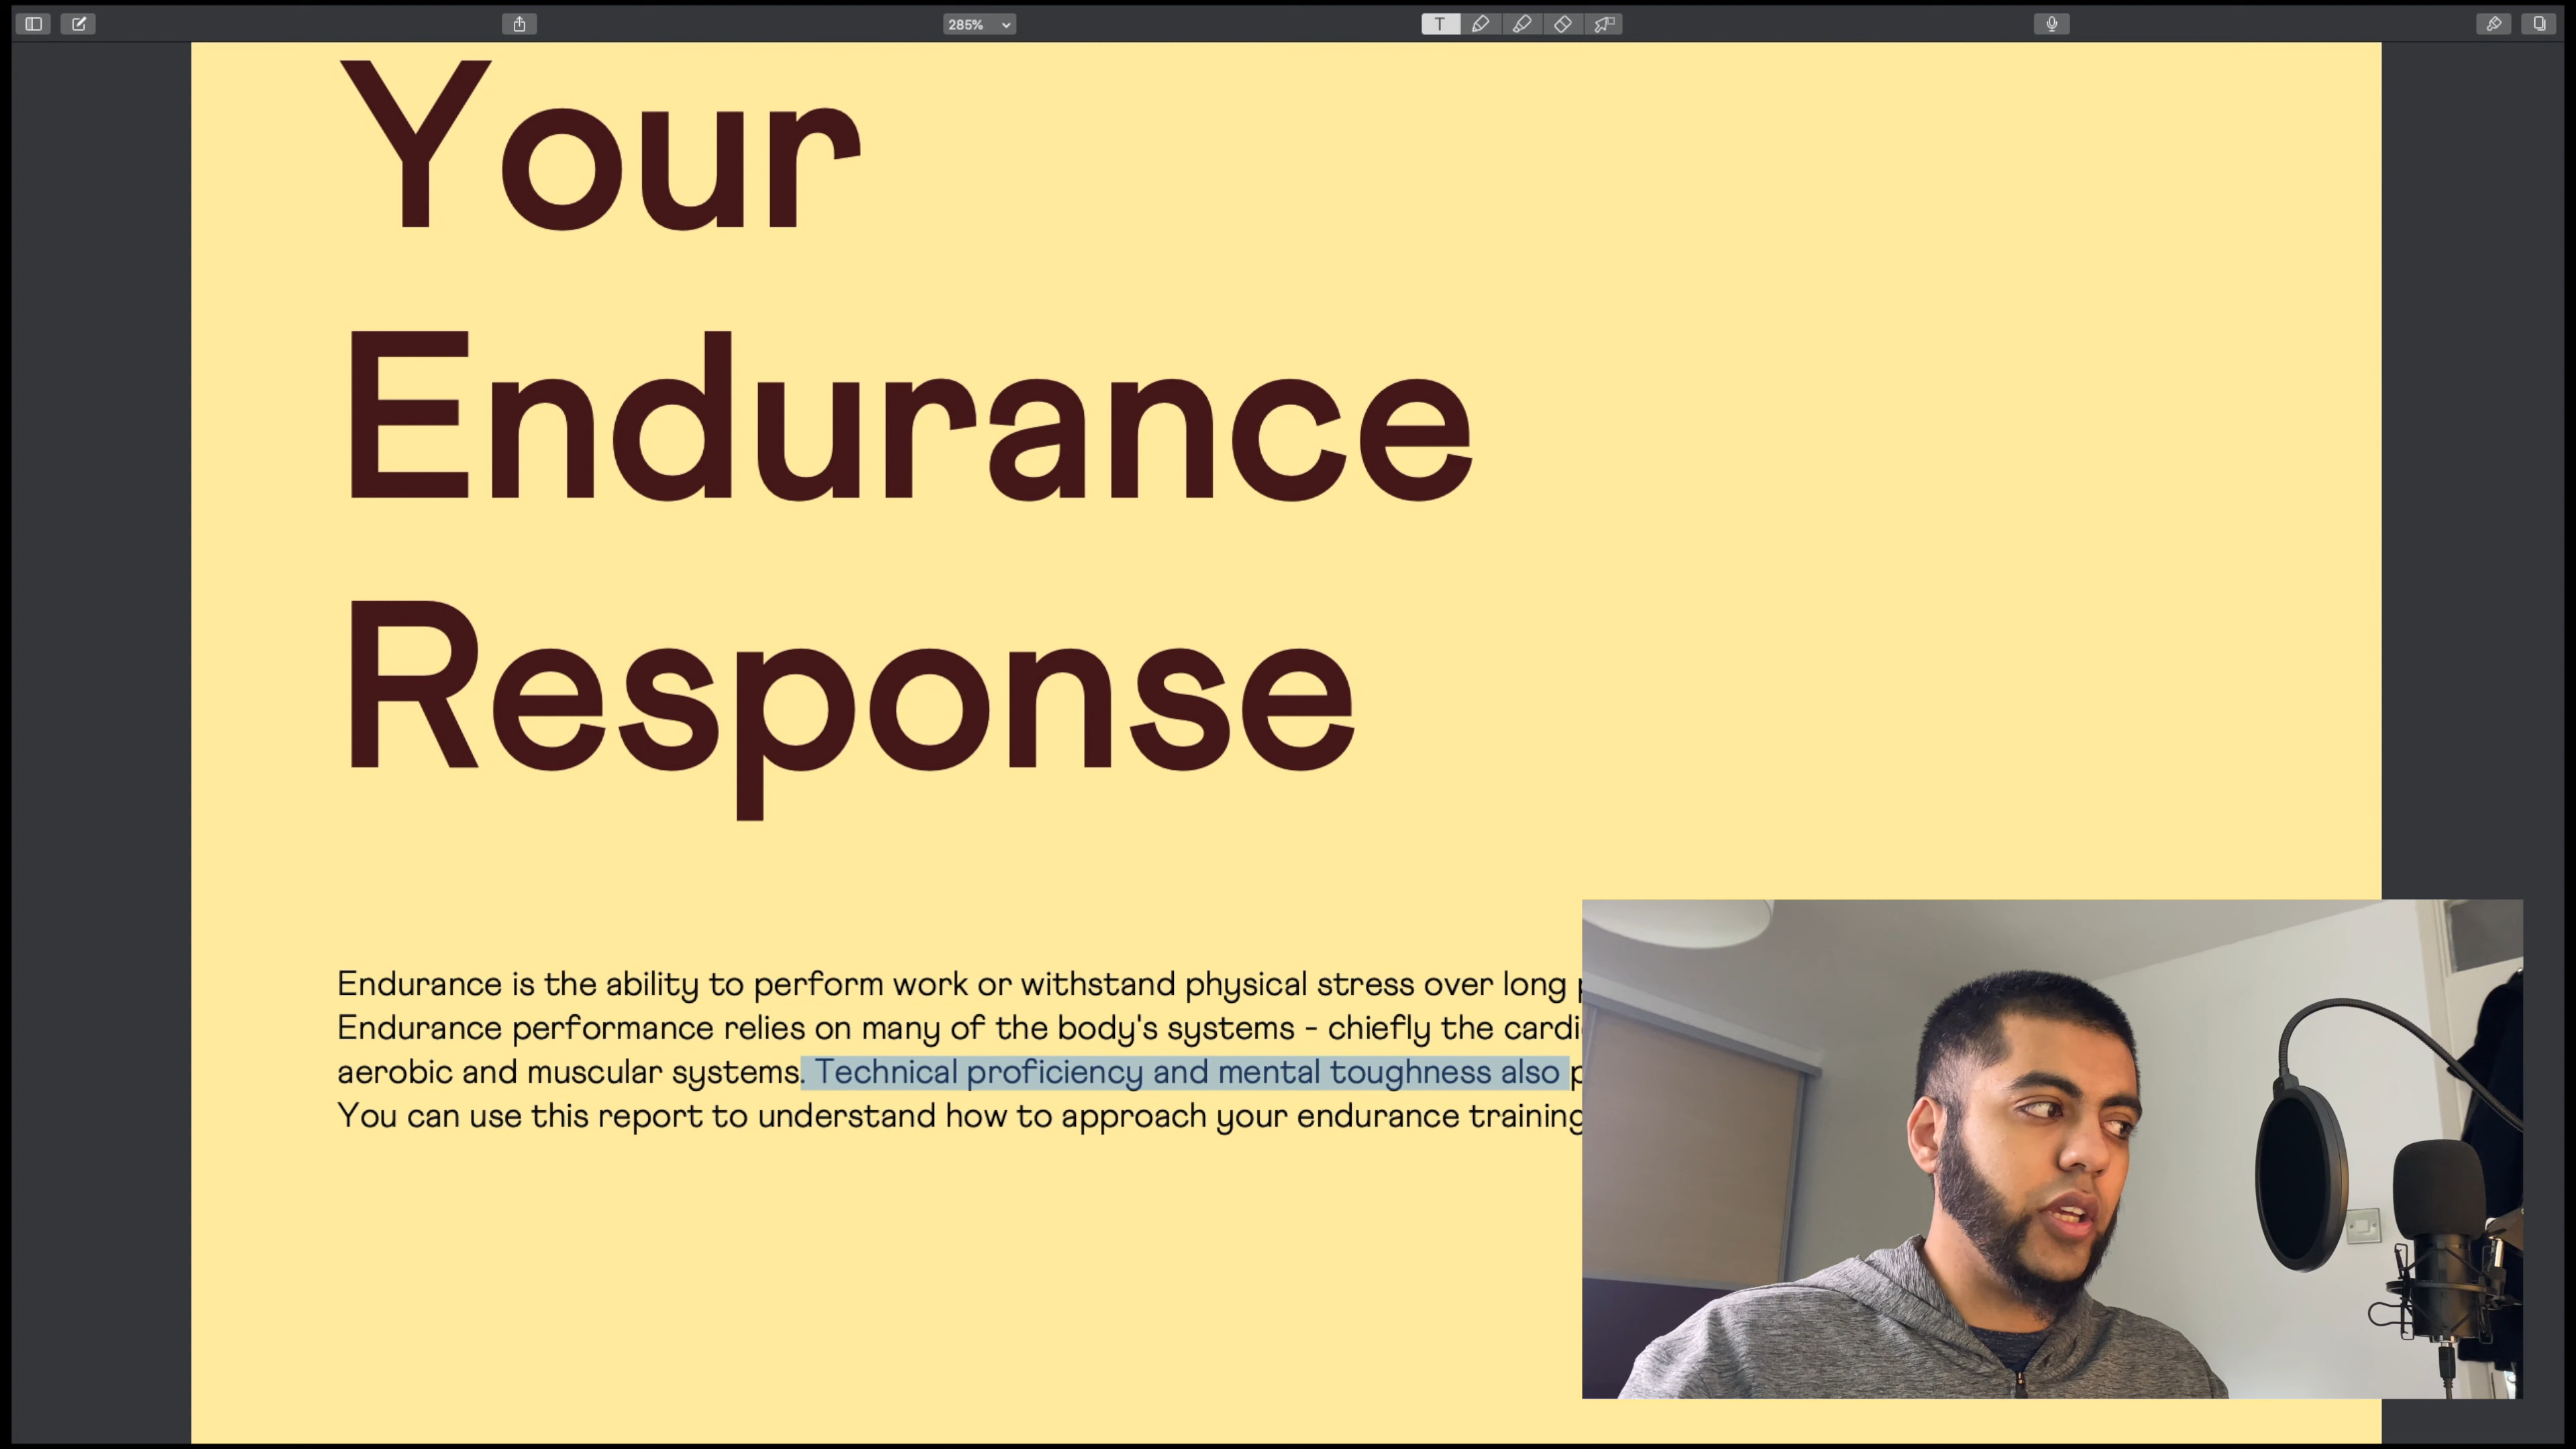 285%
T
Your
Endurance
Response
Endurance is the ability to perform work or withstand physical stress over long
Endurance performance relies on many of the body's systems - chiefly the
aerobic and muscular systems. Technical proficiency and mental toughness also
You can use this report to understand how to approach your endurance training